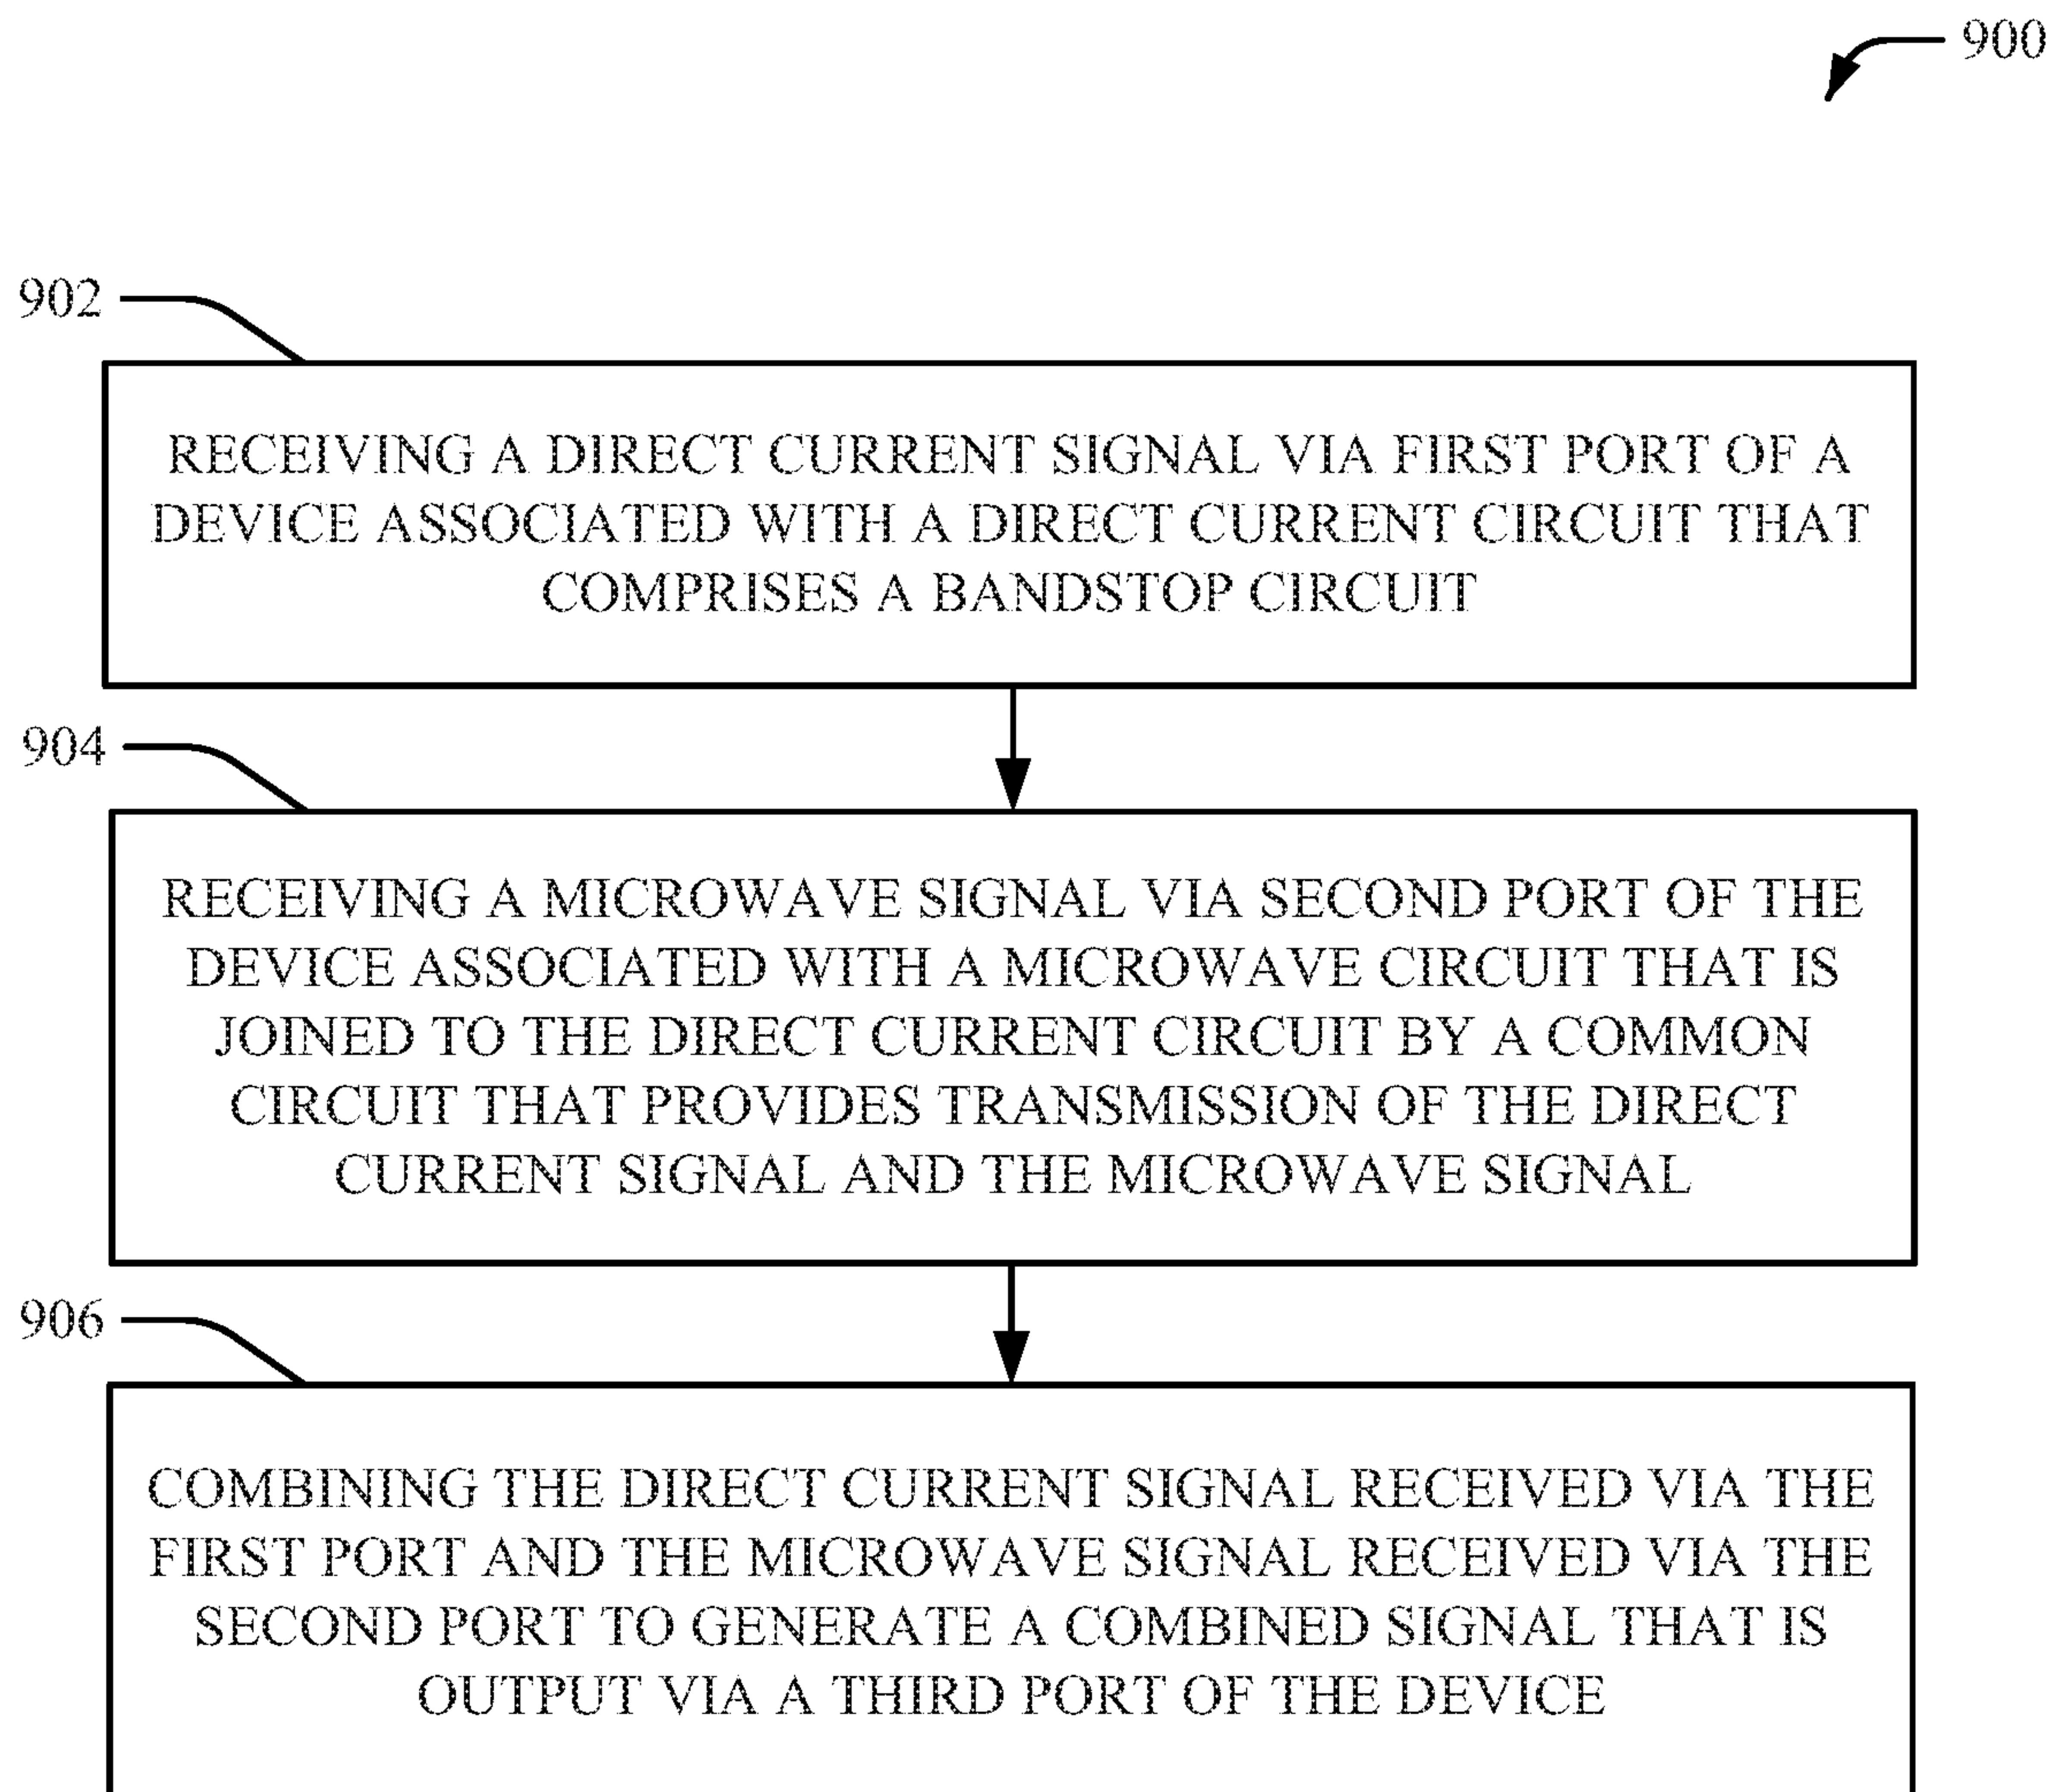 900
902
RECEIVING A DIRECT CURRENT SIGNAL VIA FIRST PORT OF A
DEVICE ASSOCIATED WITH A DIRECT CURRENT CIRCUIT THAT
COMPRISES A BANDSTOP CIRCUIT
904
RECEIVING A MICROWAVE SIGNAL VIA SECOND PORT OF THE
DEVICE ASSOCIATED WITH A MICROWAVE CIRCUIT THAT IS
JOINED TO THE DIRECT CURRENT CIRCUIT BY A COMMON
CIRCUIT THAT PROVIDES TRANSMISSION OF THE DIRECT
CURRENT SIGNAL AND THE MICROWAVE SIGNAL
906
COMBINING THE DIRECT CURRENT SIGNAL RECEIVED VIA THE
FIRST PORT AND THE MICROWAVE SIGNAL RECEIVED VIA THE
SECOND PORT TO GENERATE A COMBINED SIGNAL THAT IS
OUTPUT VIA A THIRD PORT OF THE DEVICE